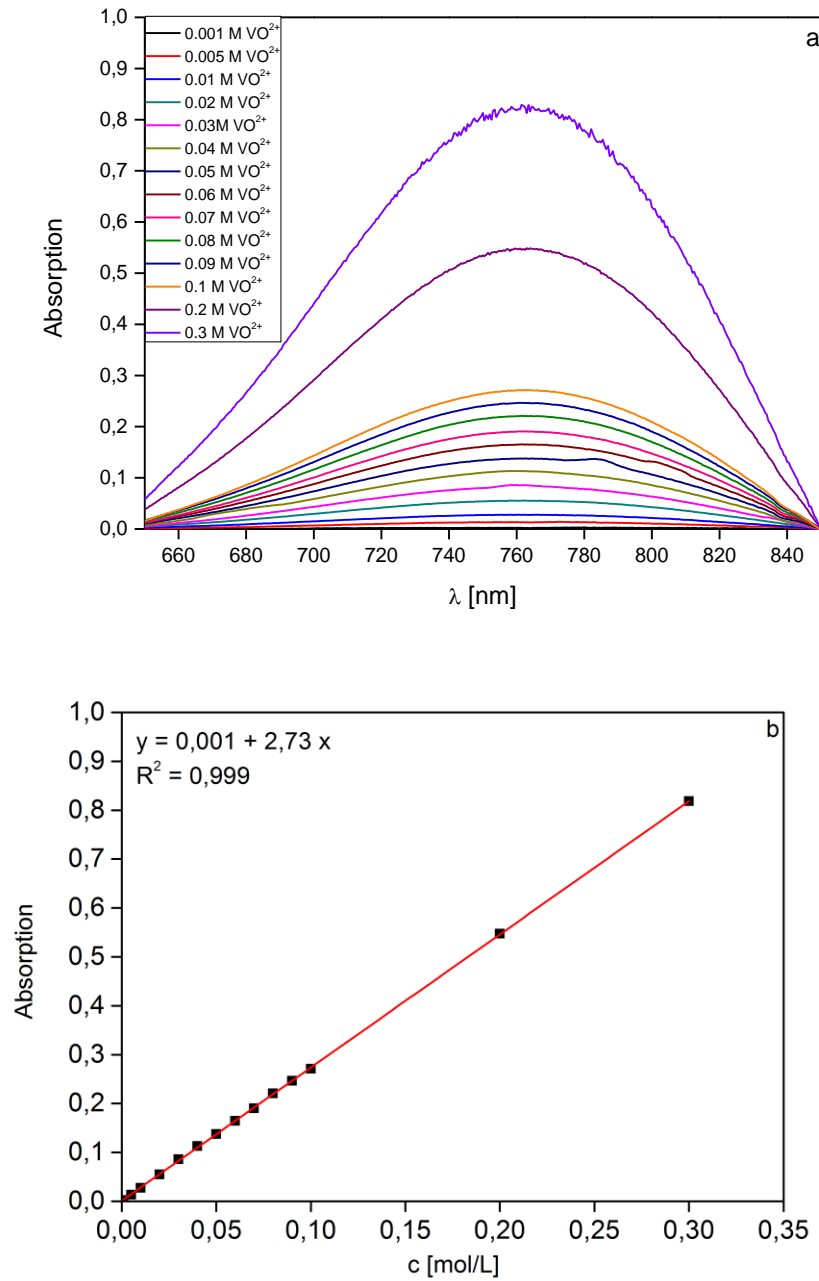 1,0
0,9
0,8
0,7
0,6
0,5
0,4
0,3
0,2
0,1
0,0
Absorption
0.001 M VO²⁺
0.005 M VO²⁺
0.01 M VO²⁺
0.02 M VO²⁺
0.03M VO²⁺
0.04 M VO²⁺
0.05 M VO²⁺
0.06 M VO²⁺
0.07 M VO²⁺
0.08 M VO²⁺
0.09 M VO²⁺
0.1 M VO²⁺
0.2 M VO²⁺
0.3 M VO²⁺
a
660 680 700 720 740 760 780 800 820 840
λ [nm]
1,0
0,9
0,8
0,7
0,6
0,5
0,4
0,3
0,2
0,1
0,0
Absorption
y = 0,001 + 2,73 x
R² = 0,999
b
0,00 0,05 0,10 0,15 0,20 0,25 0,30 0,35
c [mol/L]